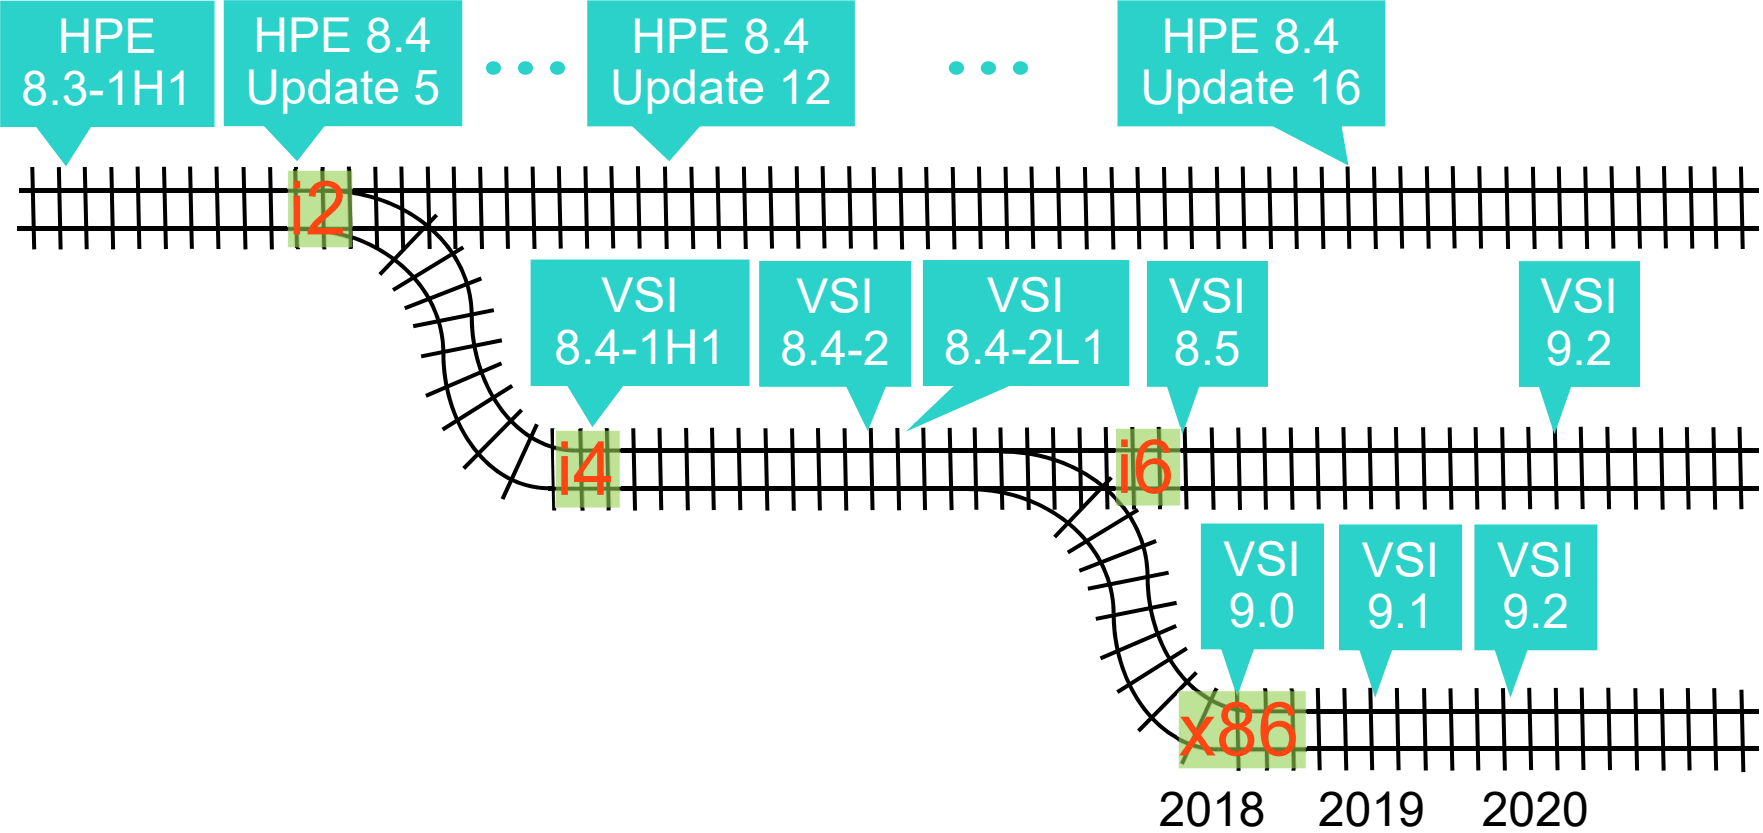 HPE
8.3-1H1
HPE 8.4
Update 5
HPE 8.4
Update 12
HPE 8.4
Update 16
i2
VSI
8.4-1H1
VSI
8.4-2
VSI
8.4-2L1
VSI
8.5
VSI
9.2
i4
i6
VSI
9.0
VSI
9.1
VSI
9.2
x86
2018
2019
2020